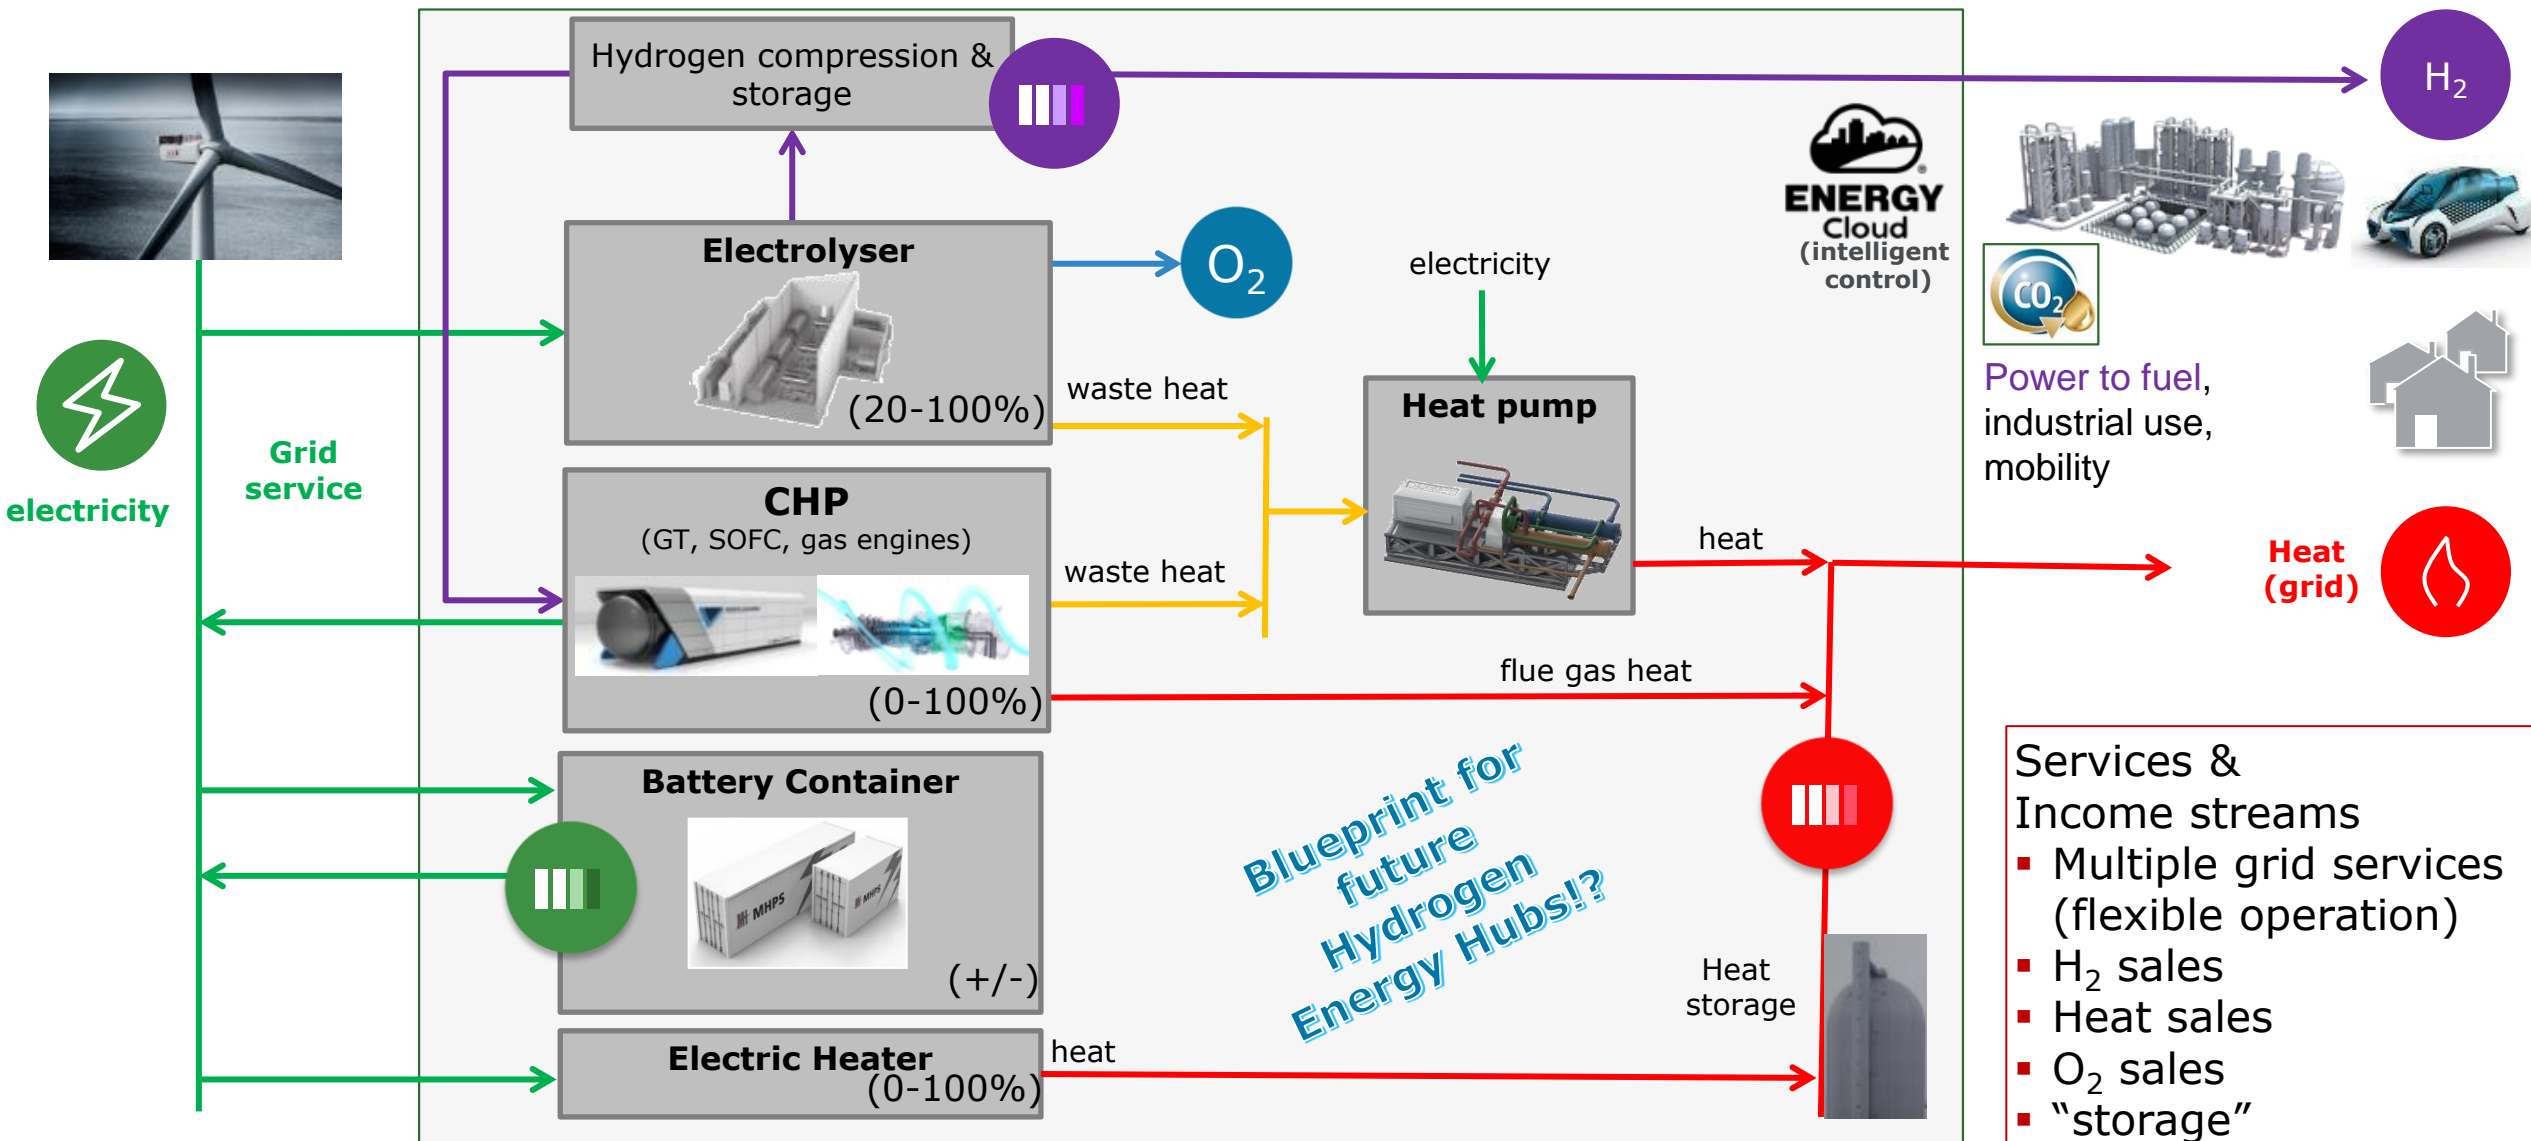 Hydrogen compression &
storage
H₂
ENERGY
Cloud
(intelligent
control)
Electrolyser
(20-100%)
O₂
electricity
waste heat
Heat pump
CO₂
Power to fuel,
industrial use,
mobility
Grid
service
electricity
CHP
(GT, SOFC, gas engines)
(0-100%)
waste heat
heat
Heat
(grid)
flue gas heat
Battery Container
MHPS
MHPS
(+/-)
Blueprint for
future
Hydrogen
Energy Hubs!?
Heat
storage
Electric Heater
(0-100%)
heat
Services &
Income streams
▪ Multiple grid services
(flexible operation)
▪ H₂ sales
▪ Heat sales
▪ O₂ sales
▪ “storage”